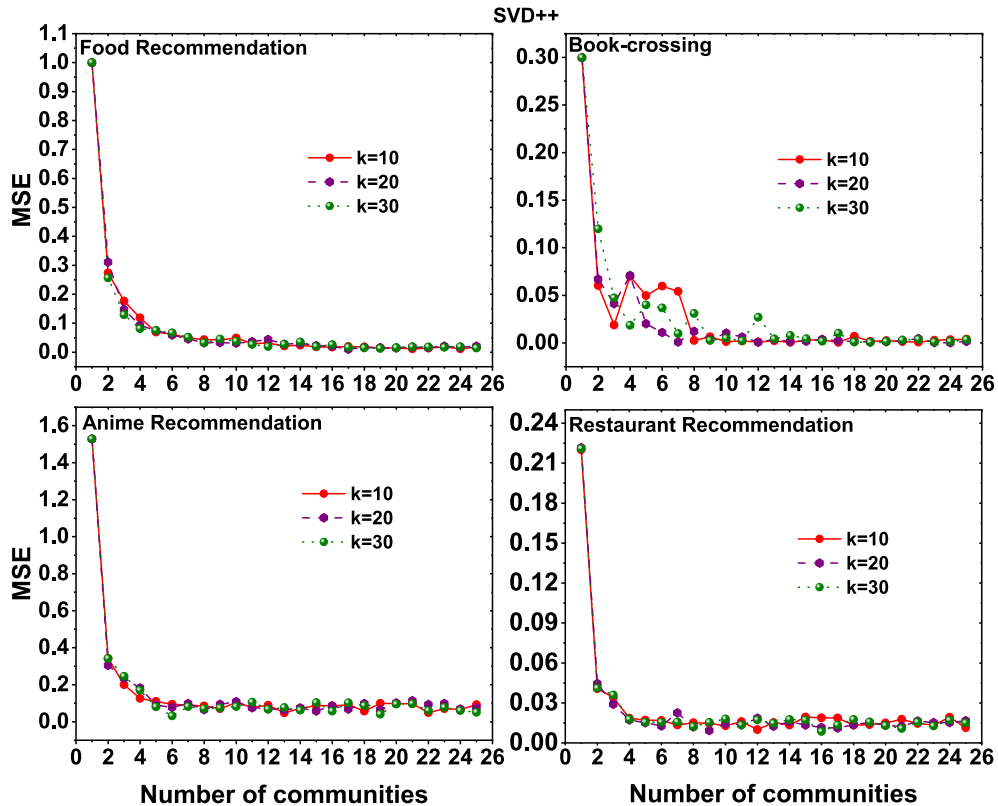 SVD++
Food Recommendation
1.1
1.0
0.9
0.8
0.7
0.6
0.5
0.4
0.3
0.2
0.1
0.0
MSE
k=10
k=20
k=30
0 2 4 6 8 10 12 14 16 18 20 22 24 26
Book-crossing
0.30
0.25
0.20
0.15
0.10
0.05
0.00
k=10
k=20
k=30
0 2 4 6 8 10 12 14 16 18 20 22 24 26
Anime Recommendation
1.6
1.4
1.2
1.0
0.8
0.6
0.4
0.2
0.0
MSE
k=10
k=20
k=30
0 2 4 6 8 10 12 14 16 18 20 22 24 26
Number of communities
Restaurant Recommendation
0.24
0.21
0.18
0.15
0.12
0.09
0.06
0.03
0.00
k=10
k=20
k=30
0 2 4 6 8 10 12 14 16 18 20 22 24 26
Number of communities